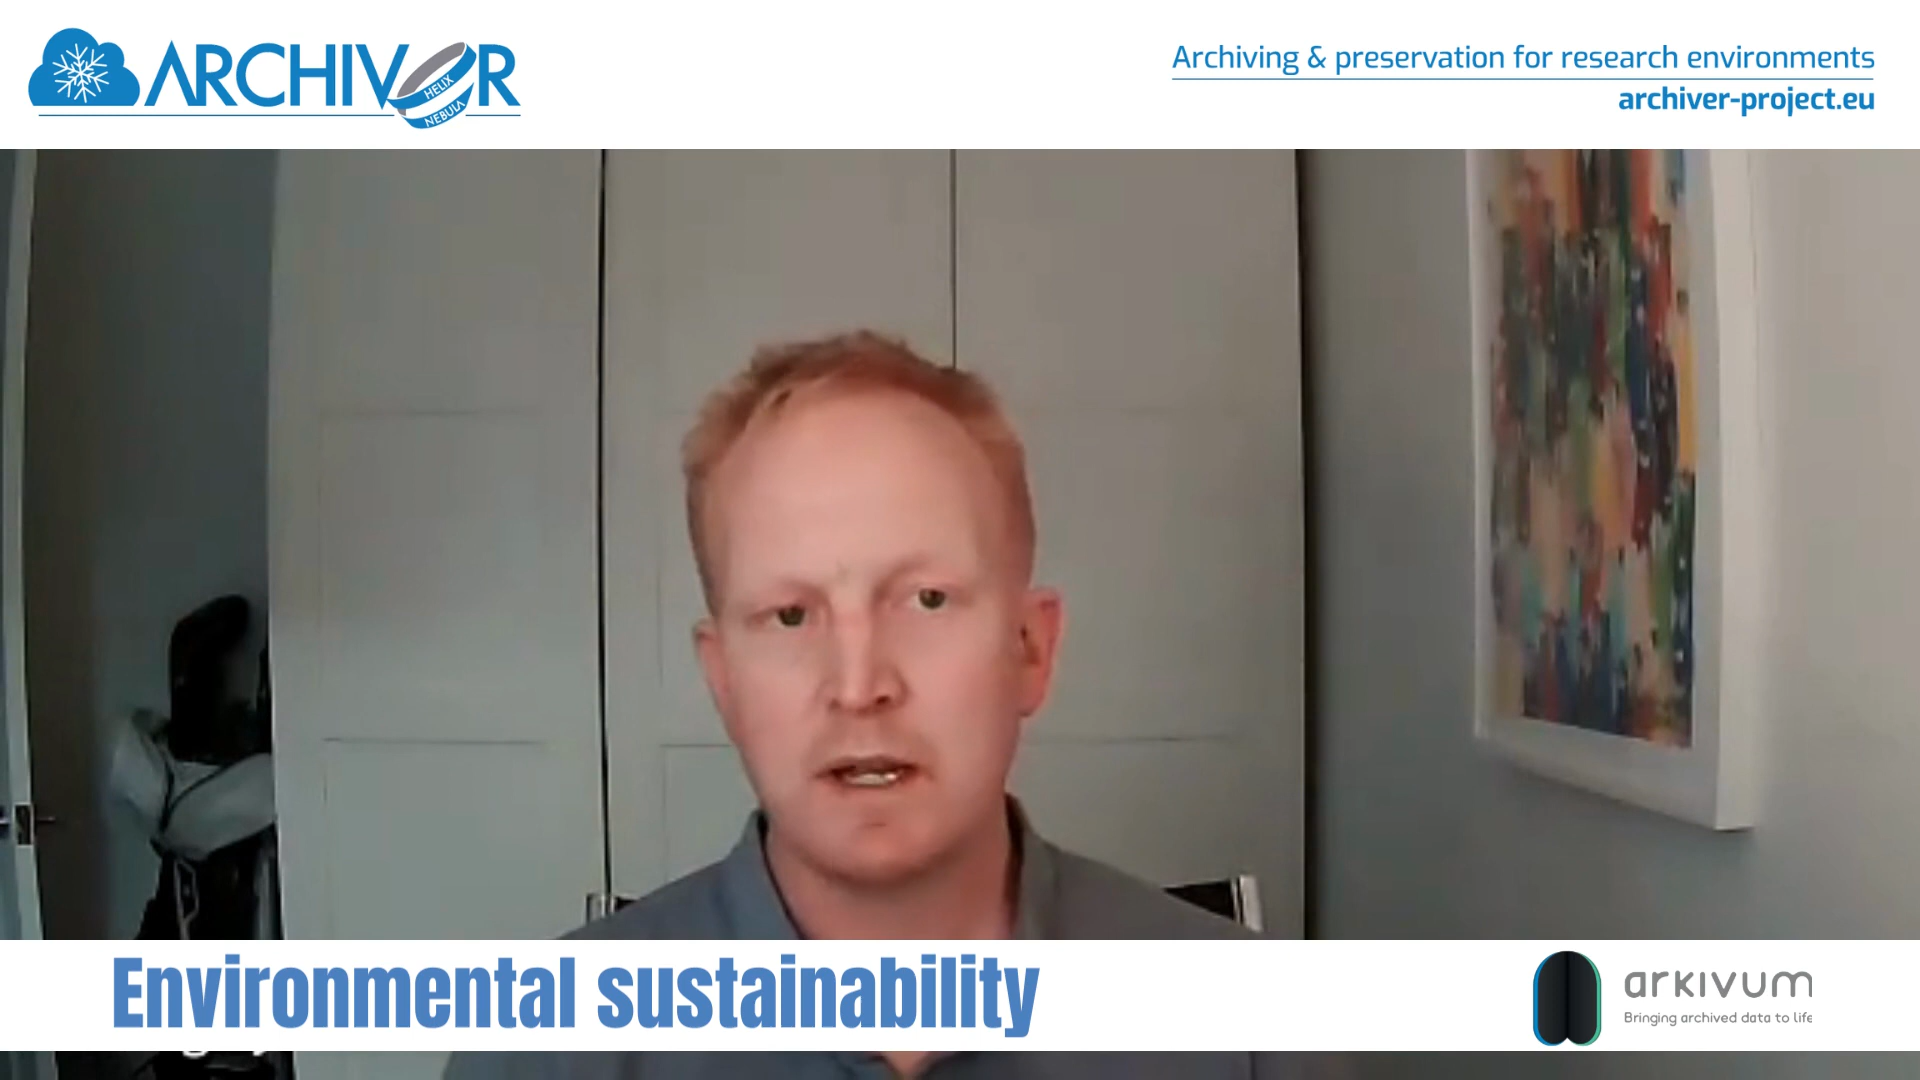 ARCHIVER
HELIX
NEBULA
Archiving & preservation for research environments
archiver-project.eu
Environmental sustainability
arkivum
Bringing archived data to life